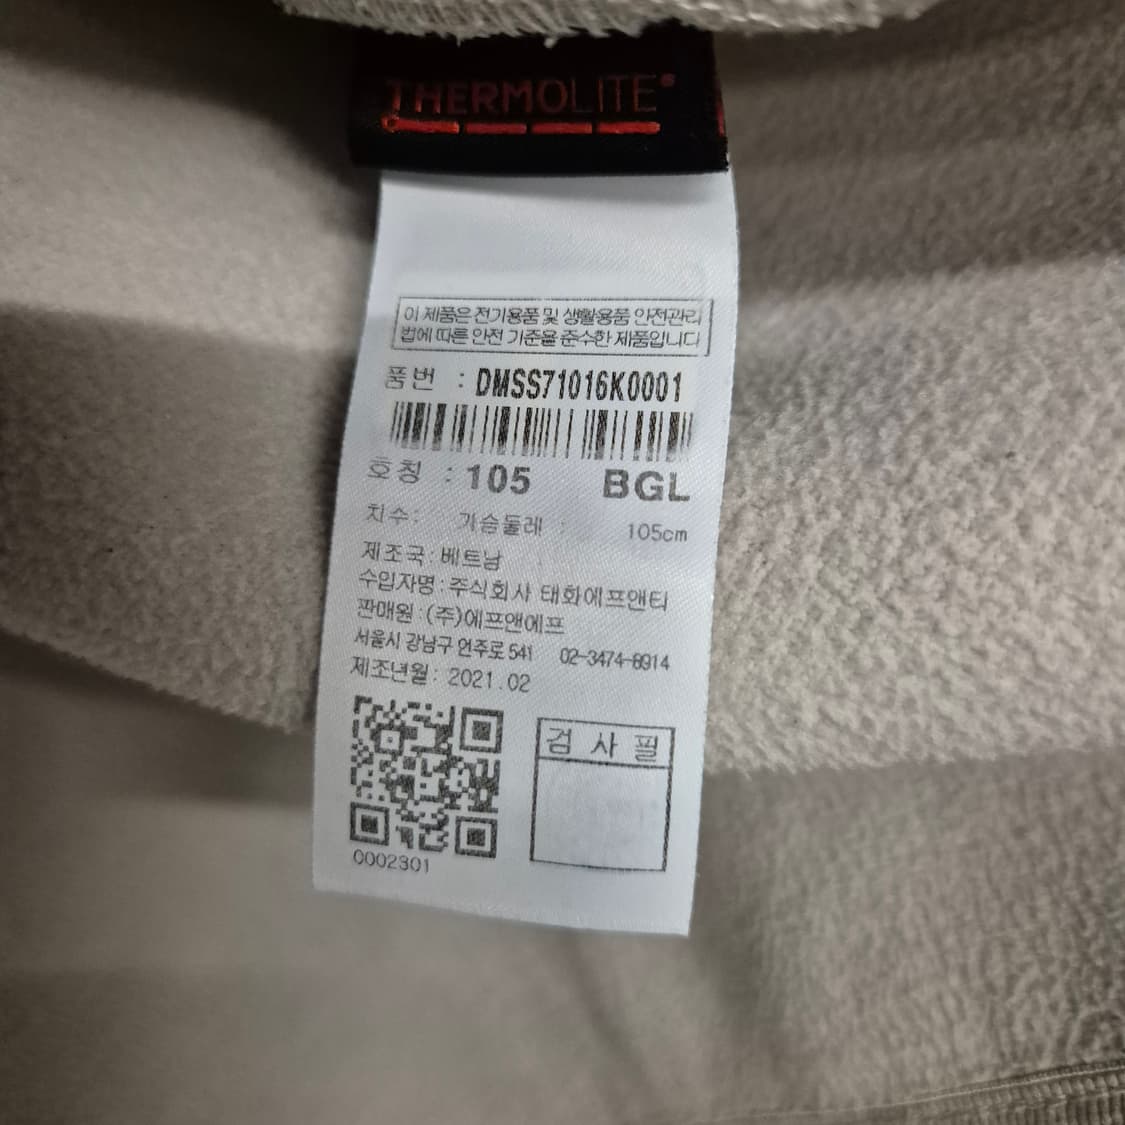 THERMOLITE®
이 제품은 전기용품 및 생활용품 안전관리
법에 따른 안전 기준을 준수한 제품입니다
품번 : DMSS71016K0001
호칭 : 105 BGL
치수: 가슴둘레 : 105cm
제조국: 베트남
수입자명: 주식회사 태화에프앤티
판매원 :(주)에프앤에프
서울시 강남구 언주로 541 02-3474-8914
제조년월: 2021.02
검 사 필
0002301